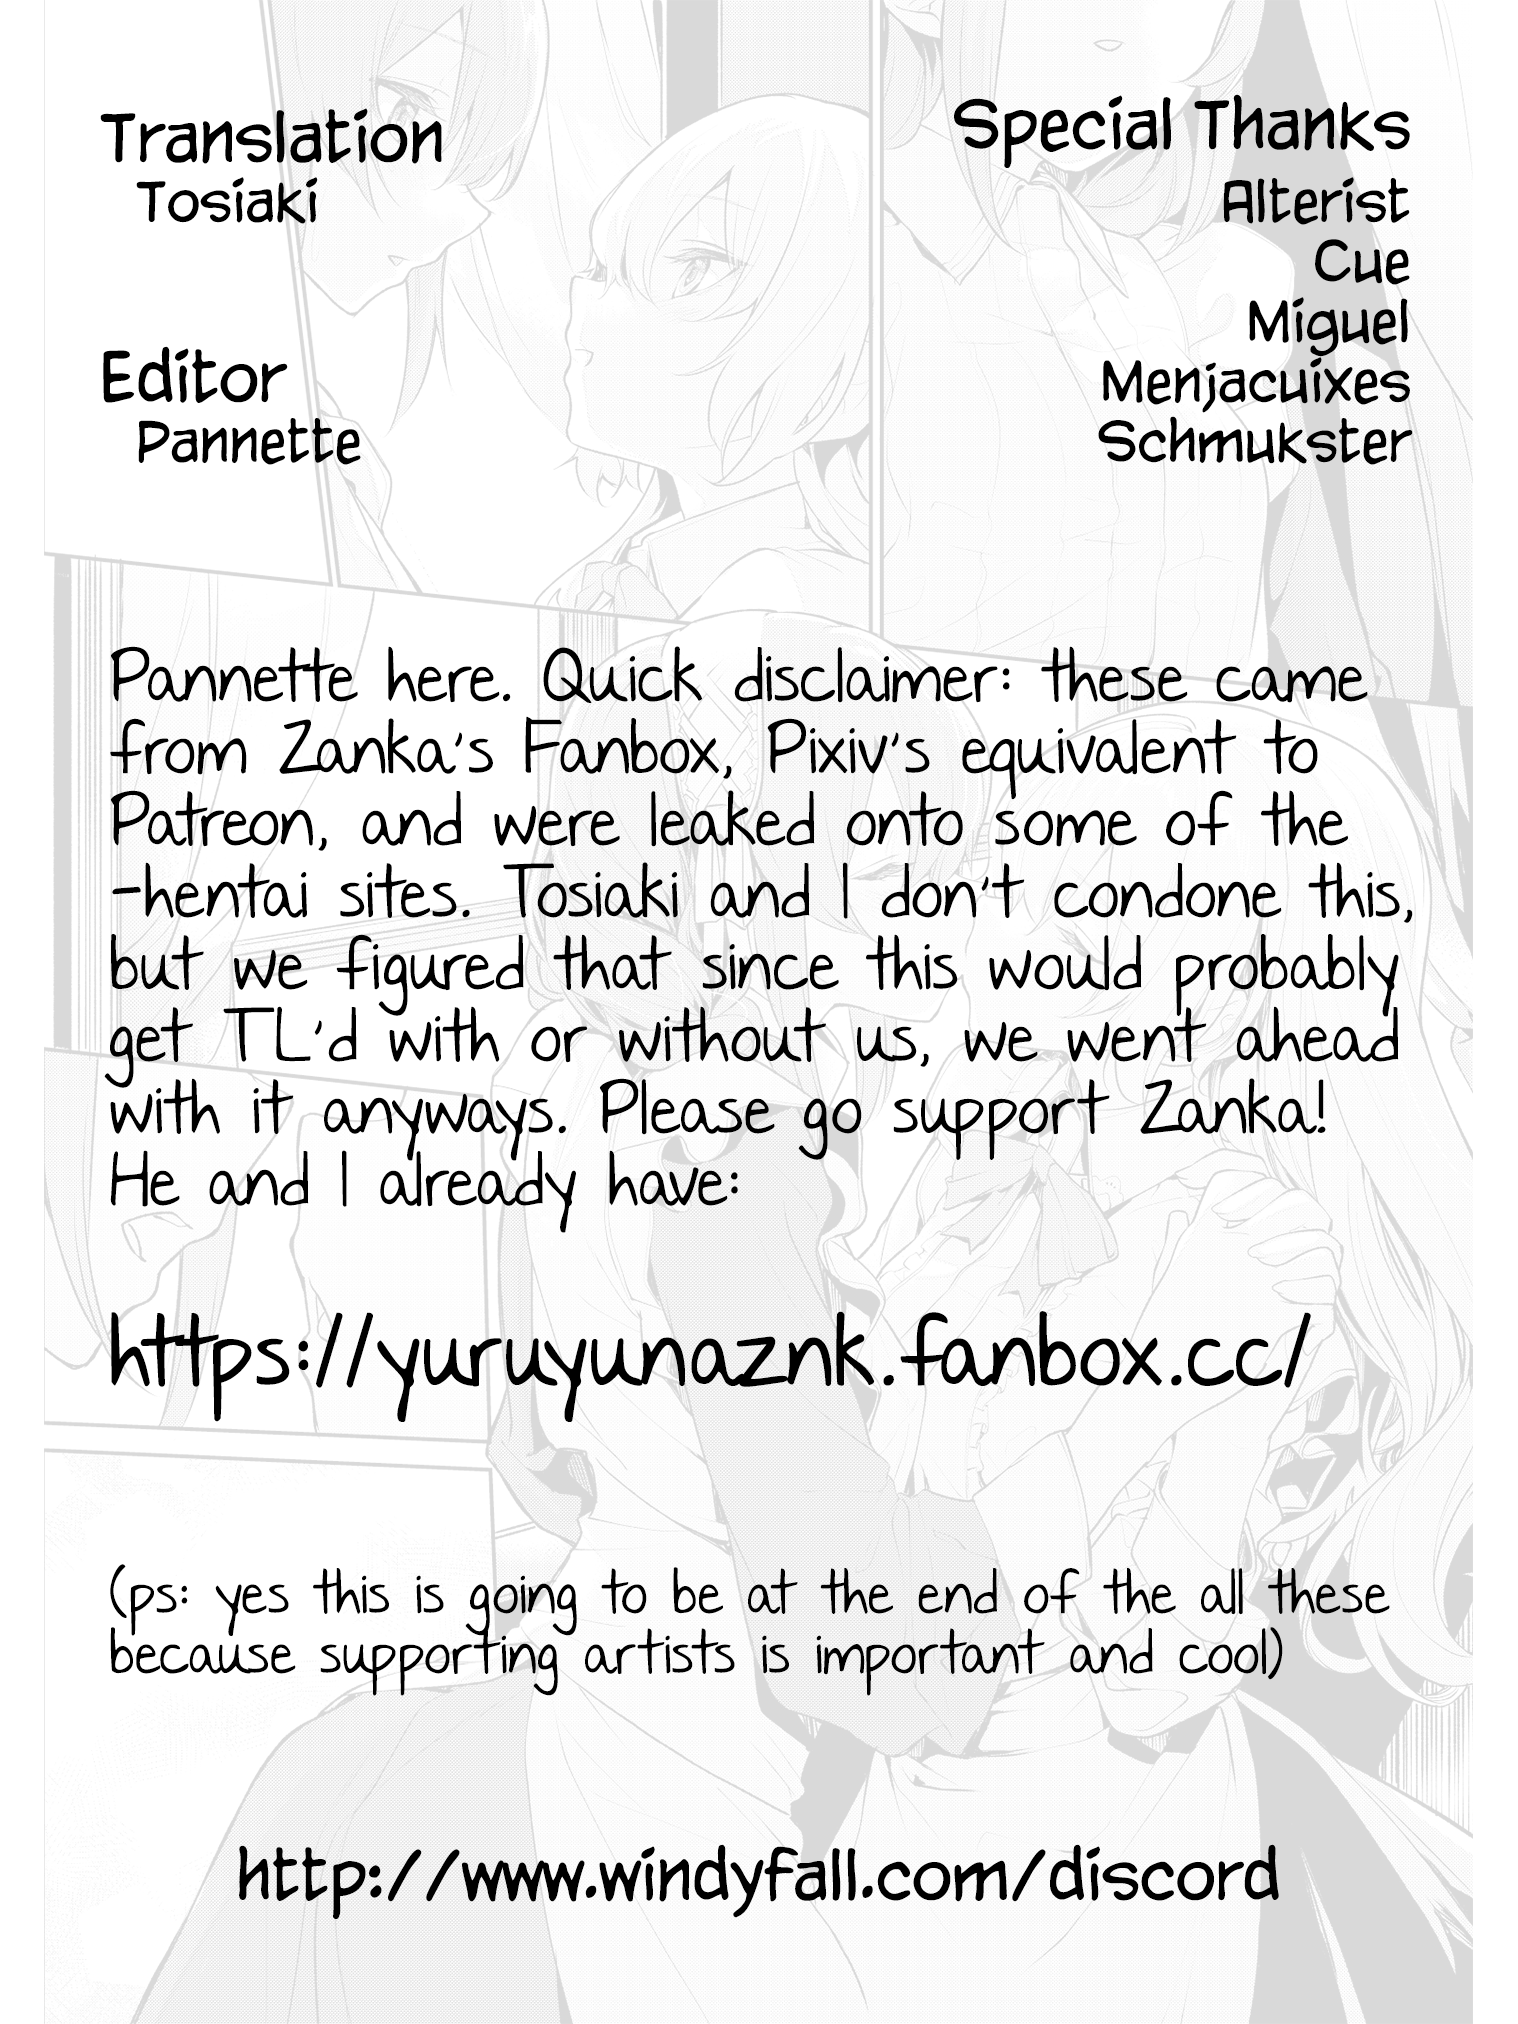 Translation
Tosiaki
Editor
Pannette
Special Thanks
Alterist
Cue
Miguel
Menjacuixes
Schmukster
Pannette here. Quick disclaimer: these came
from Zanka's Fanbox, Pixiv's equivalent to
Patreon, and were leaked onto some of the
-hentai sites. Tosiaki and I don't condone this,
but we figured that since this would probably
get TL'd with or without us, we went ahead
with it anyways. Please go support Zanka!
He and I already have:
https://yuruyunaznk.fanbox.cc/
(ps: yes this is going to be at the end of the all these
because supporting artists is important and cool)
http://www.windyfall.com/discord